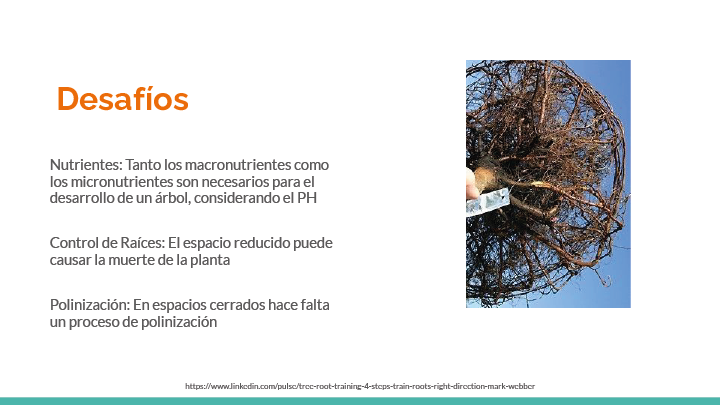 Desafíos
Nutrientes: Tanto los macronutrientes como
los micronutrientes son necesarios para el
desarrollo de un árbol, considerando el PH
Control de Raíces: El espacio reducido puede
causar la muerte de la planta
Polinización: En espacios cerrados hace falta
un proceso de polinización
https://www.linkedin.com/pulse/tree-root-training-4-steps-train-roots-right-direction-mark-webber